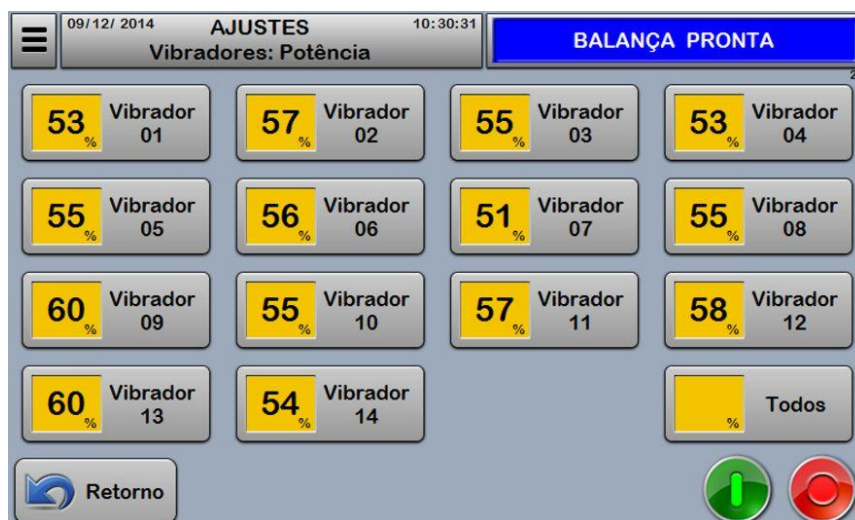 09/12/ 2014 AJUSTES 10:30:31
Vibradores: Potência
BALANÇA PRONTA
2
53 % Vibrador 01
57 % Vibrador 02
55 % Vibrador 03
53 % Vibrador 04
55 % Vibrador 05
56 % Vibrador 06
51 % Vibrador 07
55 % Vibrador 08
60 % Vibrador 09
55 % Vibrador 10
57 % Vibrador 11
58 % Vibrador 12
60 % Vibrador 13
54 % Vibrador 14
% Todos
Retorno